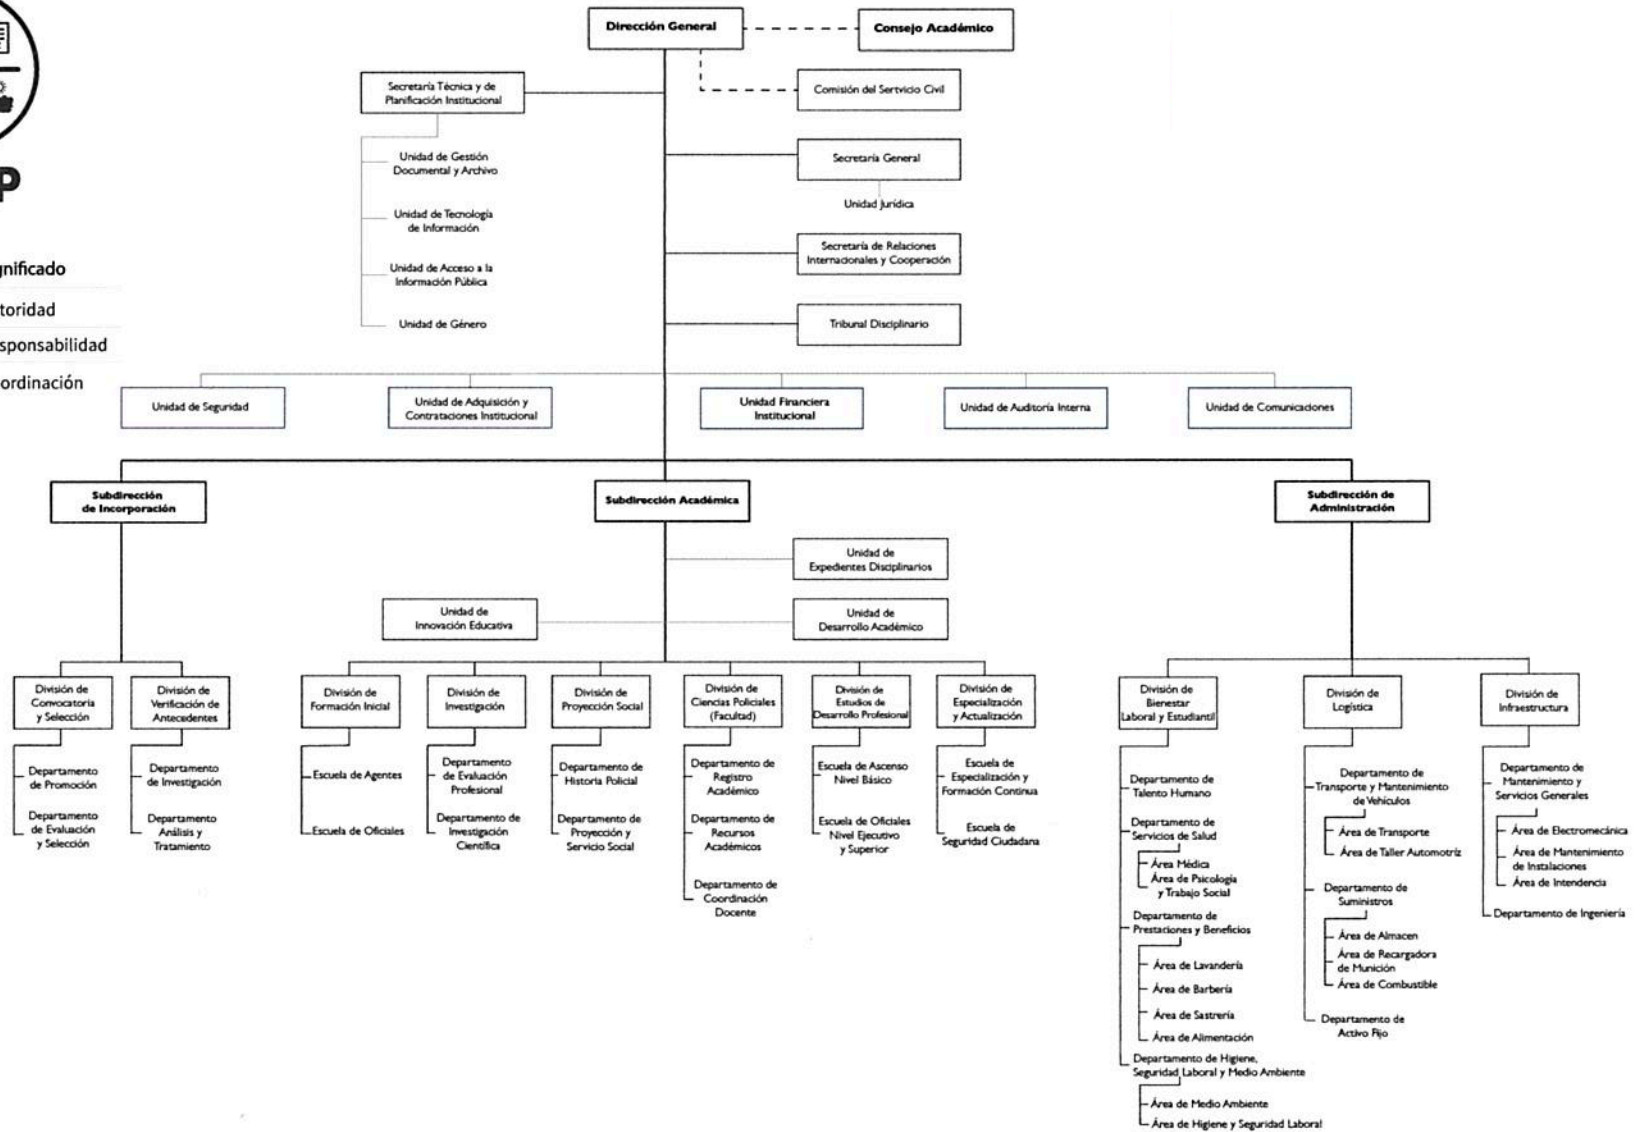 Dirección General
Consejo Académico
Secretaría Técnica y de
Planificación Institucional
Comisión del Sertvicio Civil
Unidad de Gestión
Documental y Archivo
Secretaría General
Unidad Jurídica
Unidad de Tecnología
de Información
Secretaría de Relaciones
Internacionales y Cooperación
Unidad de Acceso a la
Información Pública
Unidad de Género
Tribunal Disciplinario
P
gnificado
toridad
sponsabilidad
ordinación
Unidad de Seguridad
Unidad de Adquisición y
Contrataciones Institucional
Unidad Financiera
Institucional
Unidad de Auditoría Interna
Unidad de Comunicaciones
Subdirección
de Incorporación
Subdirección Académica
Subdirección de
Administración
Unidad de
Expedientes Disciplinarios
Unidad de
Innovación Educativa
Unidad de
Desarrollo Académico
División de
Convocatoria
y Selección
División de
Verificación de
Antecedentes
División de
Formación Inicial
División de
Investigación
División de
Proyección Social
División de
Ciencias Policiales
(Facultad)
División de
Estudios de
Desarrollo Profesional
División de
Especialización
y Actualización
División de
Bienestar
Laboral y Estudiantil
División de
Logística
División de
Infraestructura
Departamento
de Promoción
Departamento
de Evaluación
y Selección
Departamento
de Investigación
Departamento
Análisis y
Tratamiento
Escuela de Agentes
Escuela de Oficiales
Departamento
de Evaluación
Profesional
Departamento de
Investigación
Científica
Departamento de
Historia Policial
Departamento de
Proyección y
Servicio Social
Departamento de
Registro
Académico
Departamento de
Recursos
Académicos
Departamento de
Coordinación
Docente
Escuela de Ascenso
Nivel Básico
Escuela de Oficiales
Nivel Ejecutivo
y Superior
Escuela de
Especialización y
Formación Continua
Escuela de
Seguridad Ciudadana
Departamento de
Talento Humano
Departamento de
Servicios de Salud
Área Médica
Área de Psicología
y Trabajo Social
Departamento de
Prestaciones y Beneficios
Área de Lavandería
Área de Barbería
Área de Sastrería
Área de Alimentación
Departamento de Higiene,
Seguridad Laboral y Medio Ambiente
Área de Medio Ambiente
Área de Higiene y Seguridad Laboral
Departamento de
Transporte y Mantenimiento
de Vehículos
Área de Transporte
Área de Taller Automotríz
Departamento de
Suministros
Área de Almacen
Área de Recargadora
de Munición
Área de Combustible
Departamento de
Activo Fijo
Departamento de
Mantenimiento y
Servicios Generales
Área de Electromecánica
Área de Mantenimiento
de Instalaciones
Área de Intendencia
Departamento de Ingeniería